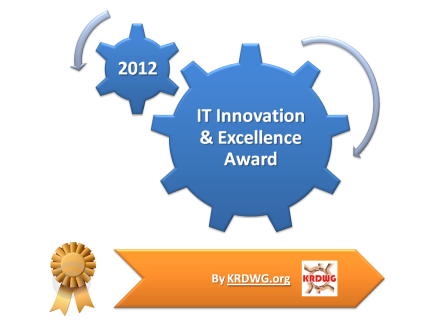 2012
IT Innovation
& Excellence
Award
By KRDWG.org
KRDWG